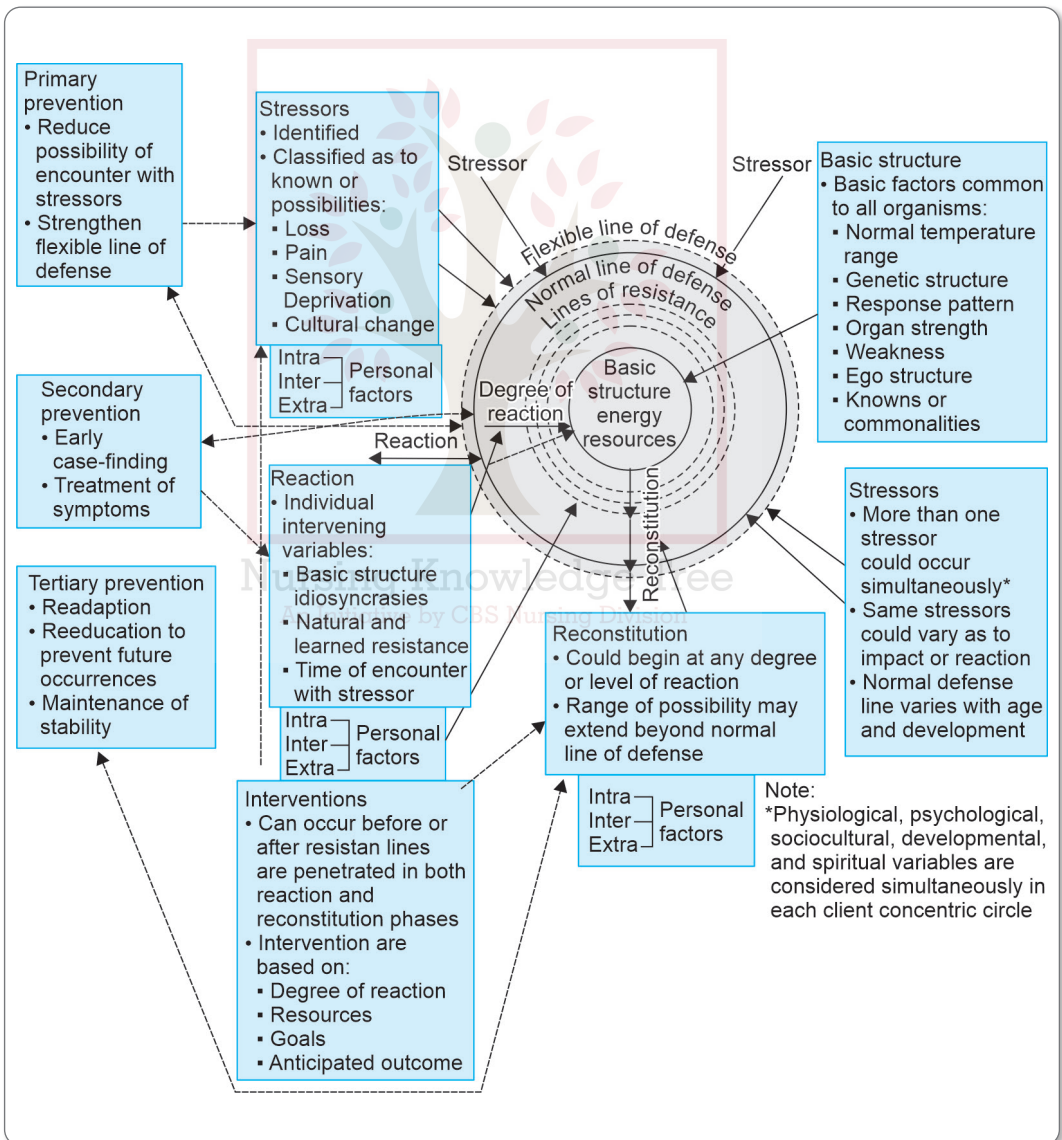 Primary
prevention
• Reduce
possibility of
encounter with
stressors
• Strengthen
flexible line of
defense
Stressors
• Identified
• Classified as to
known or
possibilities:
▪ Loss
▪ Pain
▪ Sensory
Deprivation
▪ Cultural change
Intra
Inter
Extra
Personal
factors
Stressor
Stressor
Flexible line of defense
Normal line of defense
Lines of resistance
Basic
structure
energy
resources
Degree of
reaction
Reaction
Reconstitution
Basic structure
• Basic factors common
to all organisms:
▪ Normal temperature
range
▪ Genetic structure
▪ Response pattern
▪ Organ strength
▪ Weakness
▪ Ego structure
▪ Knowns or
commonalities
Secondary
prevention
• Early
case-finding
• Treatment of
symptoms
Reaction
• Individual
intervening
variables:
▪ Basic structure
idiosyncrasies
▪ Natural and
learned resistance
▪ Time of encounter
with stressor
Intra
Inter
Extra
Personal
factors
Stressors
• More than one
stressor
could occur
simultaneously*
• Same stressors
could vary as to
impact or reaction
• Normal defense
line varies with age
and development
Nursing Knowledge Tree
An Initiative by CBS Nursing Division
Tertiary prevention
• Readaption
• Reeducation to
prevent future
occurrences
• Maintenance of
stability
Reconstitution
• Could begin at any degree
or level of reaction
• Range of possibility may
extend beyond normal
line of defense
Intra
Inter
Extra
Personal
factors
Interventions
• Can occur before or
after resistan lines
are penetrated in both
reaction and
reconstitution phases
• Intervention are
based on:
▪ Degree of reaction
▪ Resources
▪ Goals
▪ Anticipated outcome
Note:
*Physiological, psychological,
sociocultural, developmental,
and spiritual variables are
considered simultaneously in
each client concentric circle